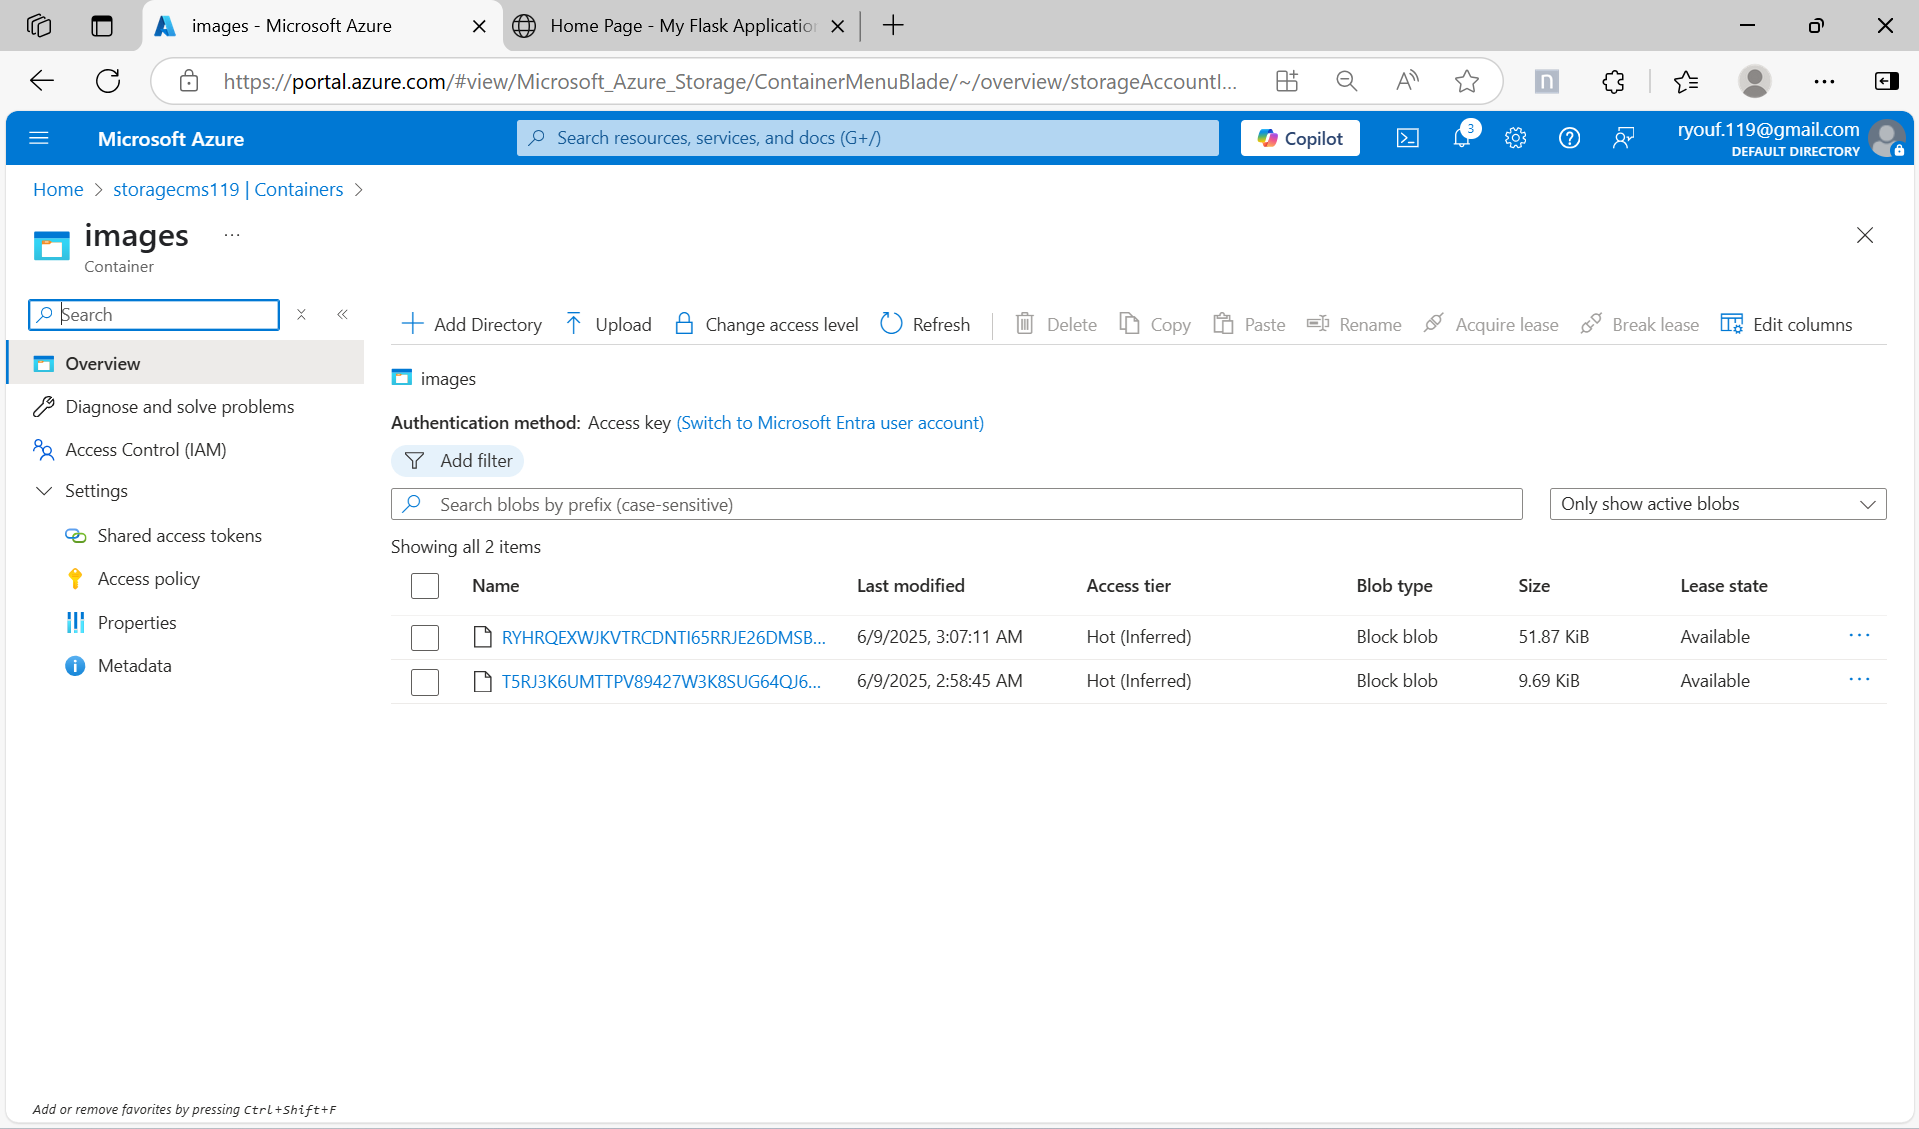 images - Microsoft Azure
Home Page - My Flask Applicatio
https://portal.azure.com/#view/Microsoft_Azure_Storage/ContainerMenuBlade/~/overview/storageAccountI...
Microsoft Azure
Search resources, services, and docs (G+/)
Copilot
3
ryouf.119@gmail.com
DEFAULT DIRECTORY
Home > storagecms119 | Containers >
images ...
Container
Search
Add Directory Upload Change access level Refresh Delete Copy Paste Rename Acquire lease Break lease Edit columns
Overview
Diagnose and solve problems
Access Control (IAM)
Settings
Shared access tokens
Access policy
Properties
Metadata
images
Authentication method: Access key (Switch to Microsoft Entra user account)
Add filter
Search blobs by prefix (case-sensitive)
Only show active blobs
Showing all 2 items
Name Last modified Access tier Blob type Size Lease state
RYHRQEXWJKVTRCDNTI65RRJE26DMSB... 6/9/2025, 3:07:11 AM Hot (Inferred) Block blob 51.87 KiB Available ...
T5RJ3K6UMTTPV89427W3K8SUG64QJ6... 6/9/2025, 2:58:45 AM Hot (Inferred) Block blob 9.69 KiB Available ...
Add or remove favorites by pressing Ctrl+Shift+F